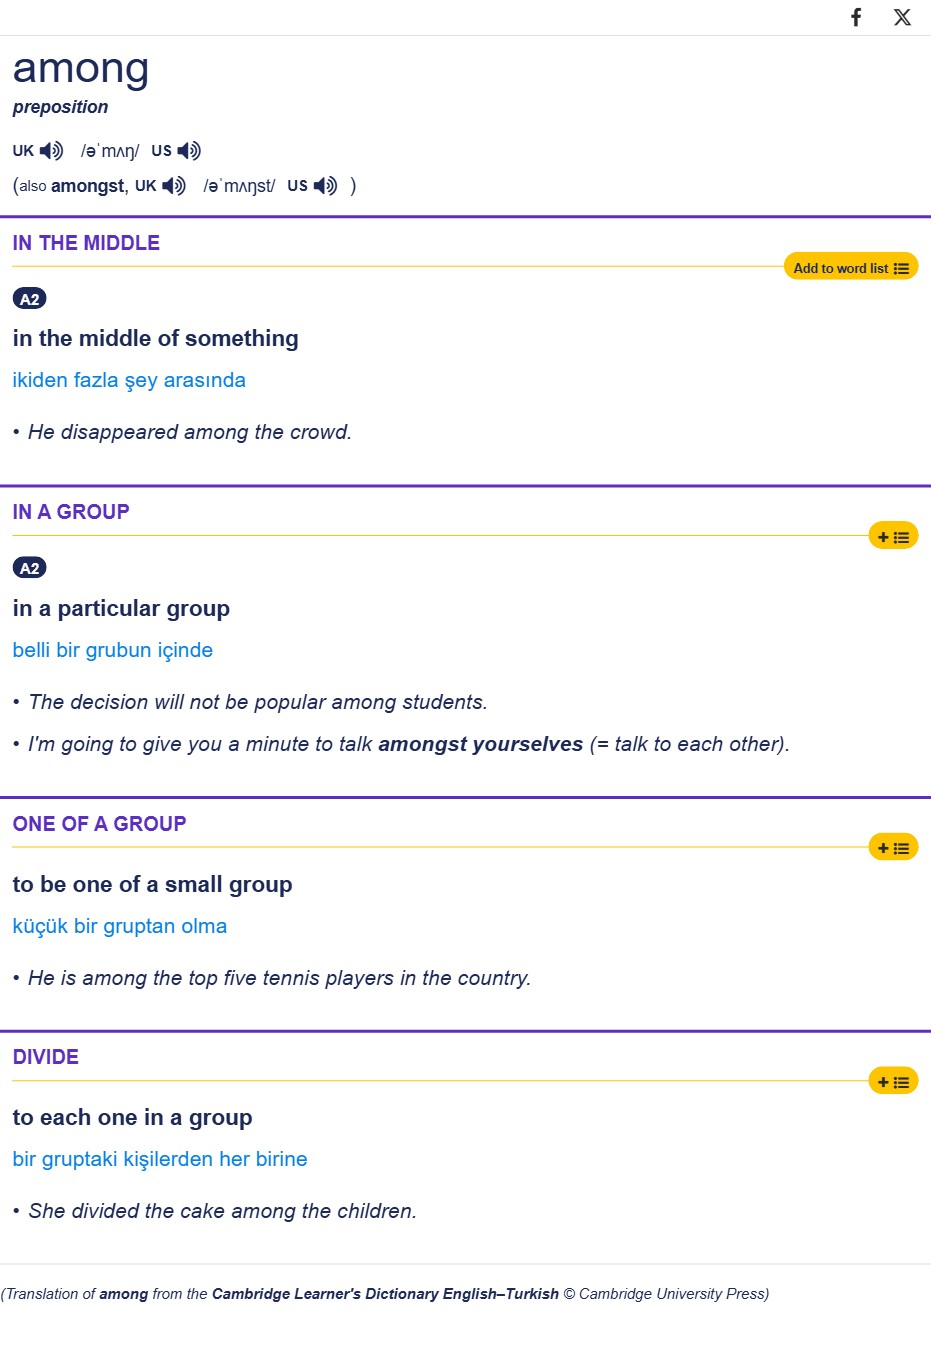 among
preposition
UK /əˈmʌŋ/ US
(also amongst, UK /əˈmʌŋst/ US )
IN THE MIDDLE
Add to word list
A2
in the middle of something
ikiden fazla şey arasında
• He disappeared among the crowd.
IN A GROUP
+
A2
in a particular group
belli bir grubun içinde
• The decision will not be popular among students.
• I'm going to give you a minute to talk amongst yourselves (= talk to each other).
ONE OF A GROUP
+
to be one of a small group
küçük bir gruptan olma
• He is among the top five tennis players in the country.
DIVIDE
+
to each one in a group
bir gruptaki kişilerden her birine
• She divided the cake among the children.
(Translation of among from the Cambridge Learner's Dictionary English–Turkish © Cambridge University Press)